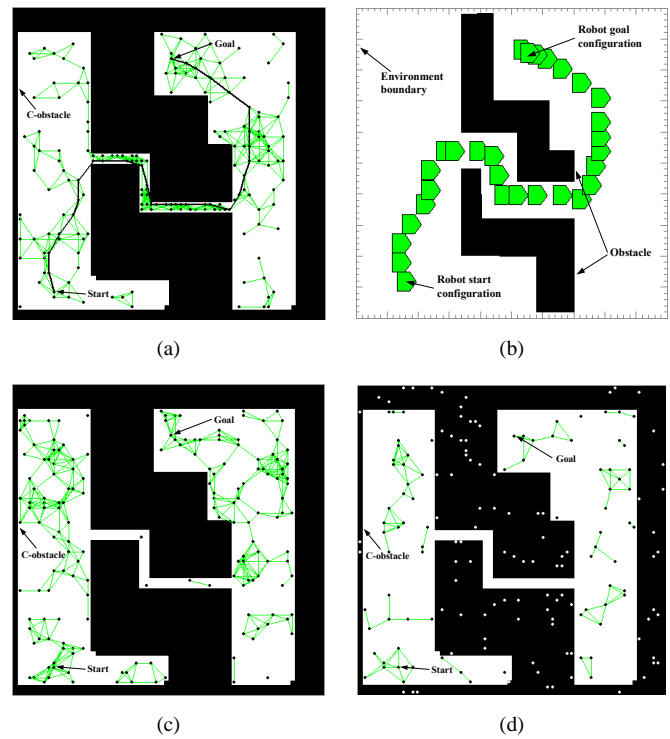 Goal
C-obstacle
Start
(a)
Robot goal
configuration
Environment
boundary
Obstacle
Robot start
configuration
(b)
Goal
C-obstacle
Start
(c)
Goal
C-obstacle
Start
(d)